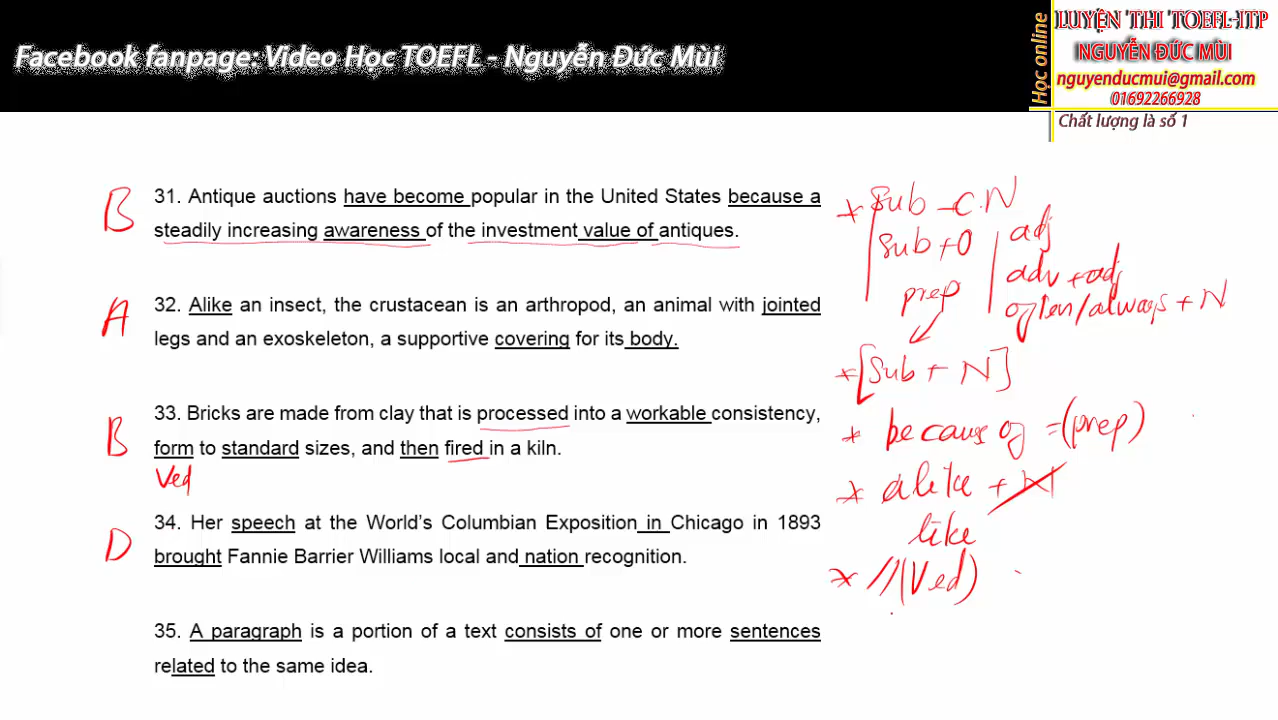 Facebook fanpage: Video Học TOEFL - Nguyễn Đức Mùi
Học online
LUYỆN THI TOEFL-ITP
NGUYỄN ĐỨC MÙI
nguyenducmui@gmail.com
01692266928
Chất lượng là số 1
B
31. Antique auctions have become popular in the United States because a
steadily increasing awareness of the investment value of antiques.
A
32. Alike an insect, the crustacean is an arthropod, an animal with jointed
legs and an exoskeleton, a supportive covering for its body.
B
33. Bricks are made from clay that is processed into a workable consistency,
form to standard sizes, and then fired in a kiln.
Ved
D
34. Her speech at the World's Columbian Exposition in Chicago in 1893
brought Fannie Barrier Williams local and nation recognition.
35. A paragraph is a portion of a text consists of one or more sentences
related to the same idea.
* Sub - C.N
Sub + O
prep
adj
adv + adj
often/always + N
* [Sub + N]
* because of = (prep)
* alike + N
like
* //(Ved)